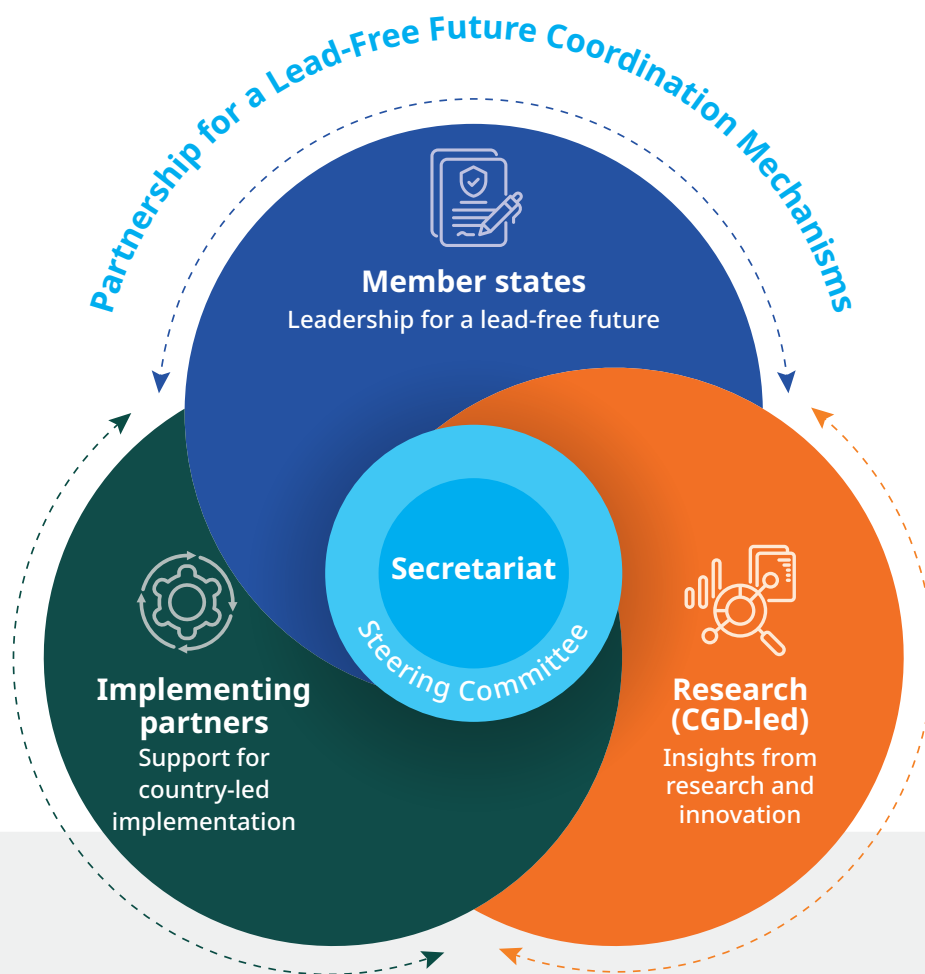 Partnership for a Lead-Free Future Coordination Mechanisms
Member states
Leadership for a lead-free future
Secretariat
Steering Committee
Implementing
partners
Support for
country-led
implementation
Research
(CGD-led)
Insights from
research and
innovation